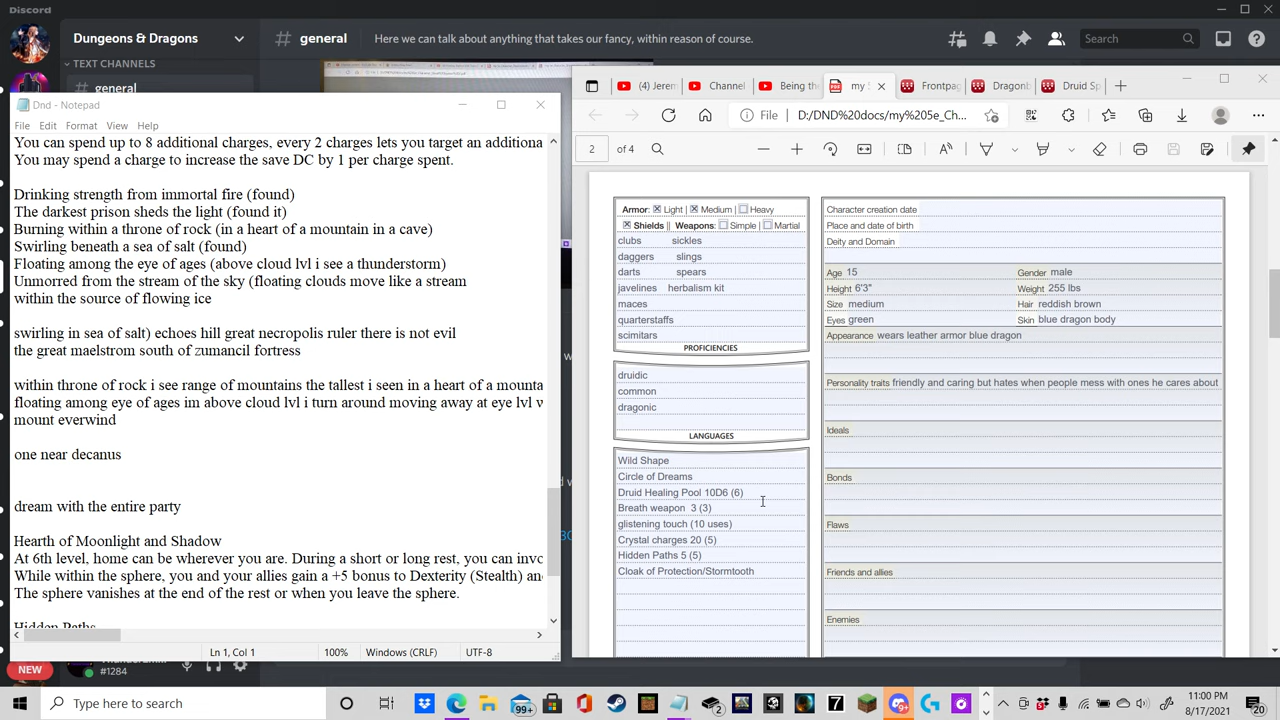 Discord
Dungeons & Dragons
# general
Here we can talk about anything that takes our fancy, within reason of course.
Search
TEXT CHANNELS
general
Dnd - Notepad
File Edit Format View Help
You can spend up to 8 additional charges, every 2 charges lets you target an additiona
You may spend a charge to increase the save DC by 1 per charge spent.
Drinking strength from immortal fire (found)
The darkest prison sheds the light (found it)
Burning within a throne of rock (in a heart of a mountain in a cave)
Swirling beneath a sea of salt (found)
Floating among the eye of ages (above cloud lvl i see a thunderstorm)
Unmorred from the stream of the sky (floating clouds move like a stream
within the source of flowing ice
swirling in sea of salt) echoes hill great necropolis ruler there is not evil
the great maelstrom south of zumancil fortress
within throne of rock i see range of mountains the tallest i seen in a heart of a mounta
floating among eye of ages im above cloud lvl i turn around moving away at eye lvl v
mount everwind
one near decanus
dream with the entire party
Hearth of Moonlight and Shadow
At 6th level, home can be wherever you are. During a short or long rest, you can invo
While within the sphere, you and your allies gain a +5 bonus to Dexterity (Stealth) an
The sphere vanishes at the end of the rest or when you leave the sphere.
Hidden Paths
Ln 1, Col 1
100%
Windows (CRLF)
UTF-8
NEW
#1284
(4) Jerem
Channel
Being the
my 5
Frontpag
Dragonb
Druid Sp
File D:/DND%20docs/my%205e_Ch...
2 of 4
Armor: Light | Medium | Heavy
Shields || Weapons: Simple | Martial
clubs sickles
daggers slings
darts spears
javelines herbalism kit
maces
quarterstaffs
scimitars
PROFICIENCIES
druidic
common
dragonic
LANGUAGES
Wild Shape
Circle of Dreams
Druid Healing Pool 10D6 (6)
Breath weapon 3 (3)
glistening touch (10 uses)
Crystal charges 20 (5)
Hidden Paths 5 (5)
Cloak of Protection/Stormtooth
Character creation date
Place and date of birth
Deity and Domain
Age 15 Gender male
Height 6'3" Weight 255 lbs
Size medium Hair reddish brown
Eyes green Skin blue dragon body
Appearance wears leather armor blue dragon
Personality traits friendly and caring but hates when people mess with ones he cares about
Ideals
Bonds
Flaws
Friends and allies
Enemies
Type here to search
99+
2
7
11:00 PM
8/17/2021
20